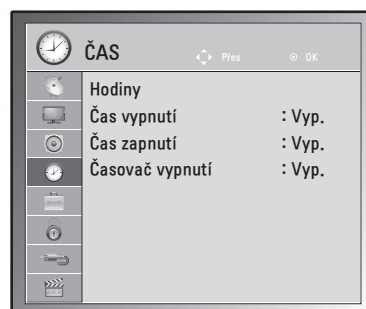 ČAS Přes OK
Hodiny
Čas vypnutí : Vyp.
Čas zapnutí : Vyp.
Časovač vypnutí : Vyp.